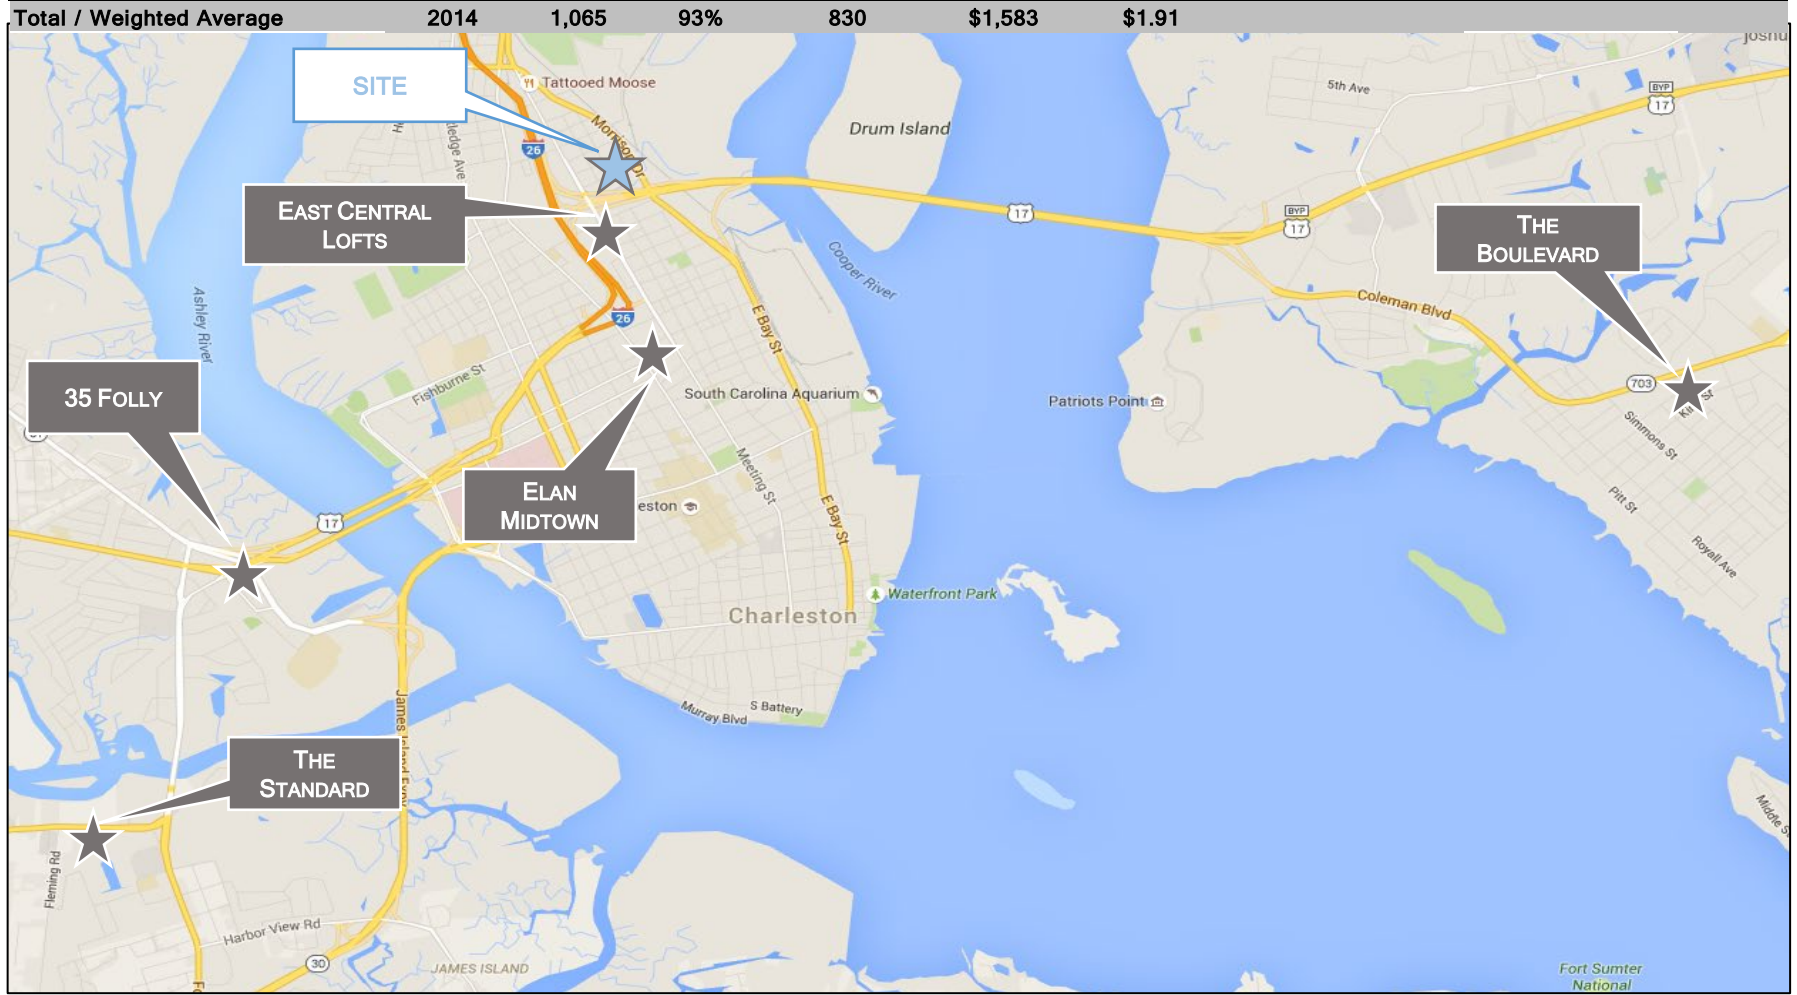 Total / Weighted Average 2014 1,065 93% 830 $1,583 $1.91
SITE
Tattooed Moose
Morrison Dr
26
Drum Island
5th Ave
BYP
17
EAST CENTRAL
LOFTS
17
BYP
17
THE
BOULEVARD
Cooper River
Ashley River
Coleman Blvd
26
E Bay St
35 FOLLY
Fishburne St
South Carolina Aquarium
Patriots Point
703
Simmons St
Meeting St
ELAN
MIDTOWN
17
E Bay St
Pitt St
Royall Ave
Waterfront Park
Charleston
Murray Blvd
S Battery
THE
STANDARD
Fleming Rd
Harbor View Rd
30
JAMES ISLAND
Fort Sumter
National